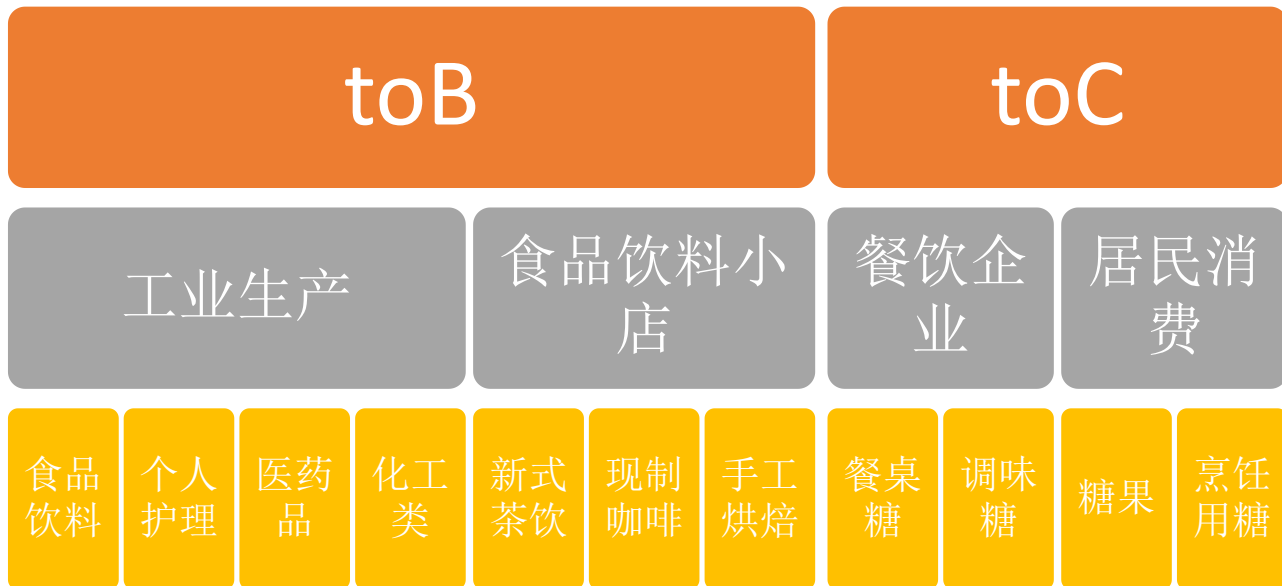 toB
toC
工业生产
食品饮料小
店
餐饮企
业
居民消
费
食品
饮料
个人
护理
医药
品
化工
类
新式
茶饮
现制
咖啡
手工
烘焙
餐桌
糖
调味
糖
糖果
烹饪
用糖